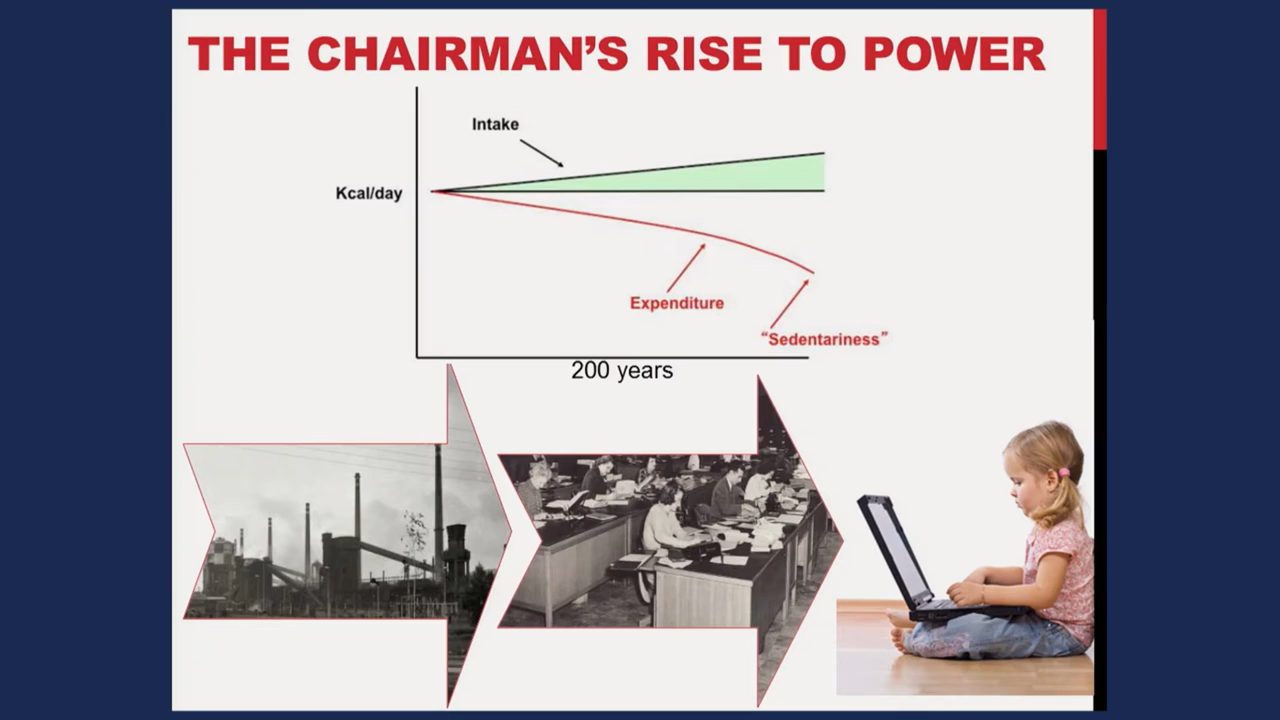 THE CHAIRMAN’S RISE TO POWER
Intake
Kcal/day
Expenditure
“Sedentariness”
200 years